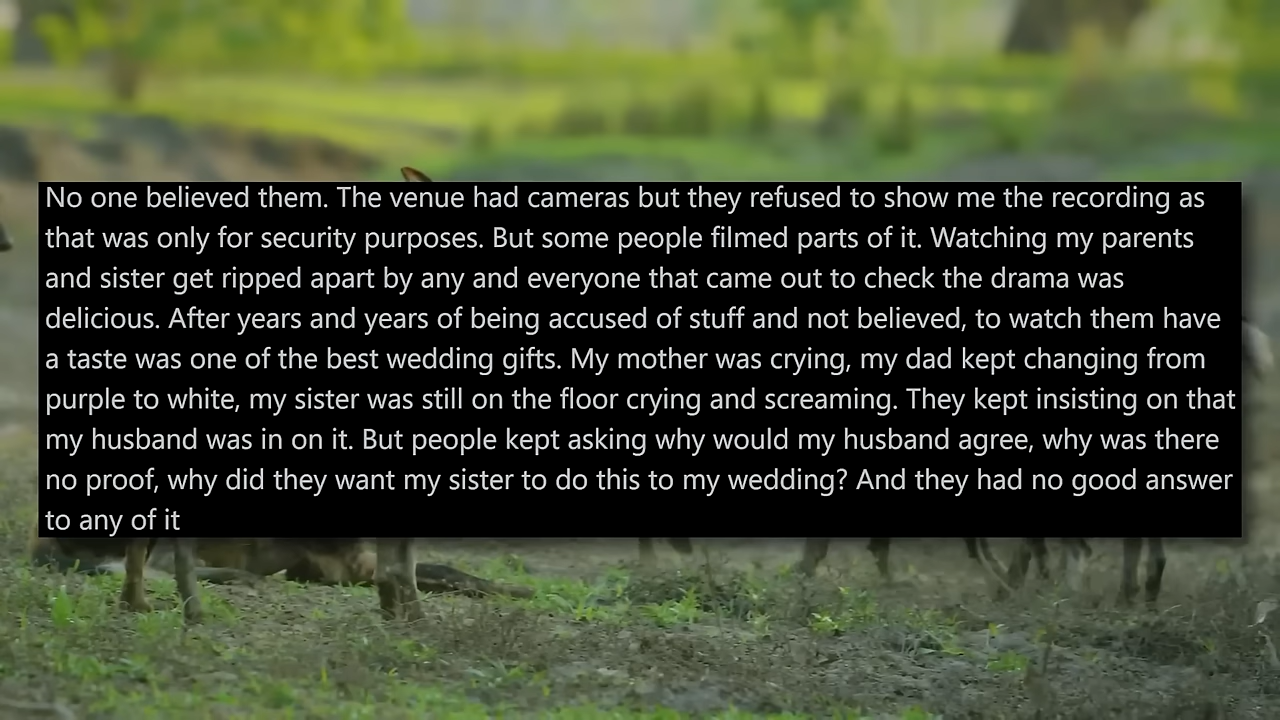 No one believed them. The venue had cameras but they refused to show me the recording as
that was only for security purposes. But some people filmed parts of it. Watching my parents
and sister get ripped apart by any and everyone that came out to check the drama was
delicious. After years and years of being accused of stuff and not believed, to watch them have
a taste was one of the best wedding gifts. My mother was crying, my dad kept changing from
purple to white, my sister was still on the floor crying and screaming. They kept insisting on that
my husband was in on it. But people kept asking why would my husband agree, why was there
no proof, why did they want my sister to do this to my wedding? And they had no good answer
to any of it